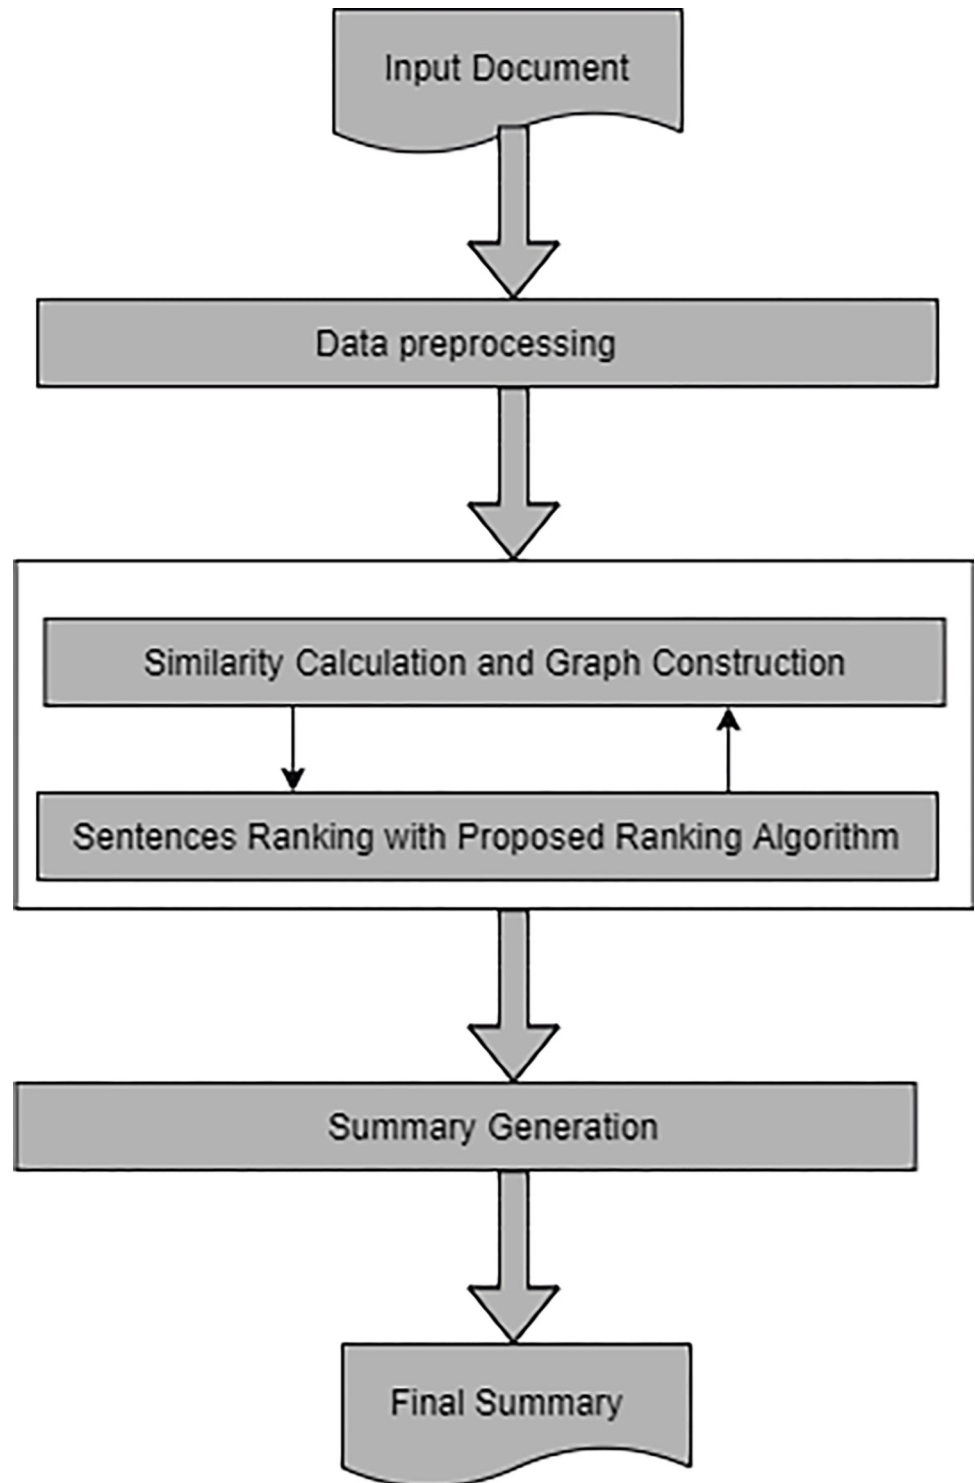 Input Document
Data preprocessing
Similarity Calculation and Graph Construction
Sentences Ranking with Proposed Ranking Algorithm
Summary Generation
Final Summary